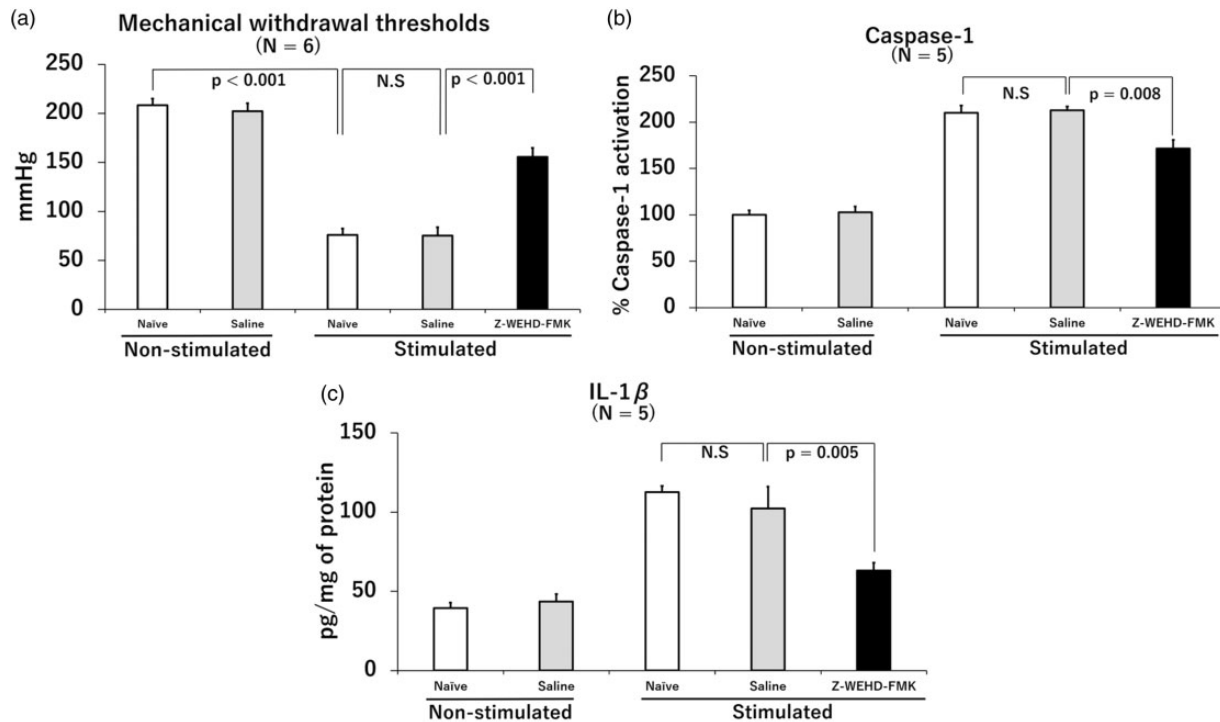 (a)
Mechanical withdrawal thresholds
(N = 6)
mmHg
250
200
150
100
50
0
p < 0.001
N.S
p < 0.001
Naïve
Saline
Naïve
Saline
Z-WEHD-FMK
Non-stimulated
Stimulated
(b)
Caspase-1
(N = 5)
% Caspase-1 activation
250
200
150
100
50
0
N.S
p = 0.008
Naïve
Saline
Naïve
Saline
Z-WEHD-FMK
Non-stimulated
Stimulated
(c)
IL-1β
(N = 5)
pg/mg of protein
150
100
50
0
N.S
p = 0.005
Naïve
Saline
Naïve
Saline
Z-WEHD-FMK
Non-stimulated
Stimulated